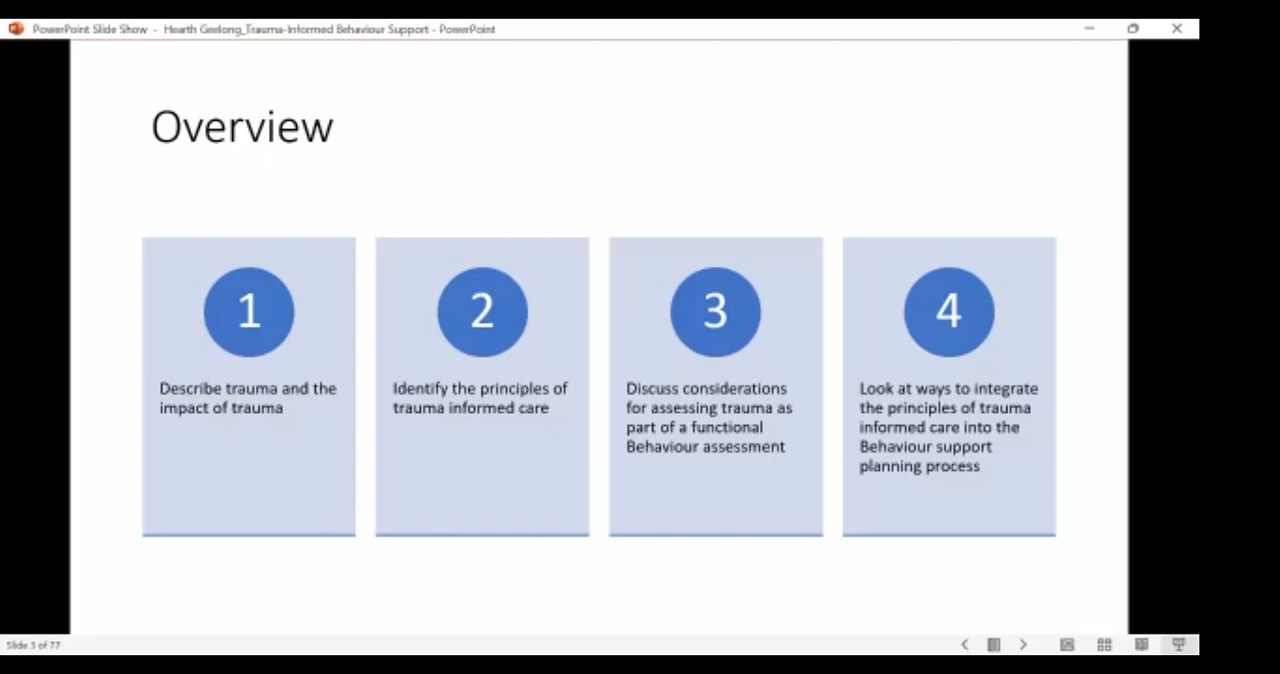 PowerPoint Slide Show - Hearth Geelong_Trauma-Informed Behaviour Support - PowerPoint
Overview
1
Describe trauma and the
impact of trauma
2
Identify the principles of
trauma informed care
3
Discuss considerations
for assessing trauma as
part of a functional
Behaviour assessment
4
Look at ways to integrate
the principles of trauma
informed care into the
Behaviour support
planning process
Slide 3 of 77